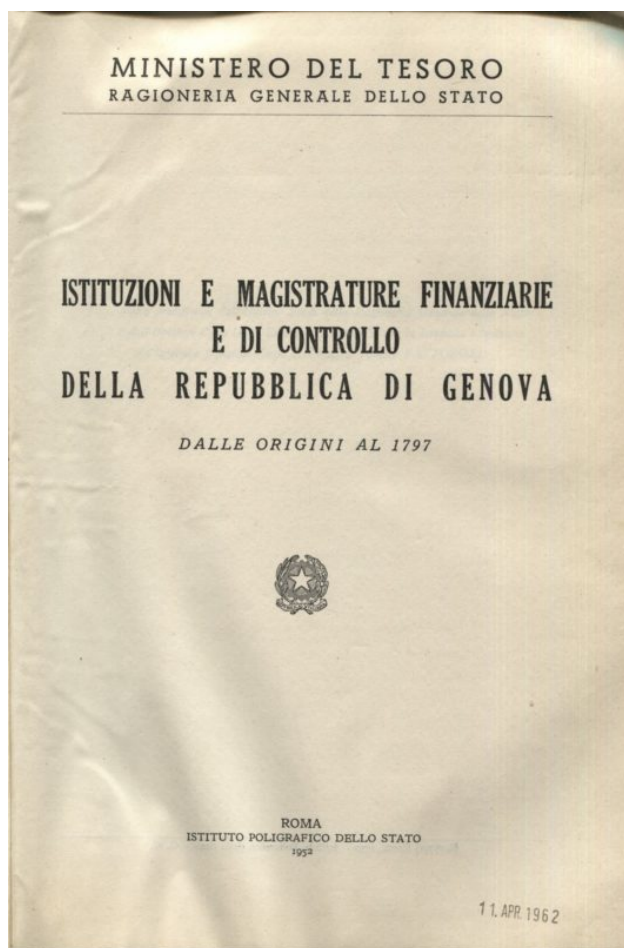 MINISTERO DEL TESORO
RAGIONERIA GENERALE DELLO STATO
ISTITUZIONI E MAGISTRATURE FINANZIARIE
E DI CONTROLLO
DELLA REPUBBLICA DI GENOVA
DALLE ORIGINI AL 1797
ROMA
ISTITUTO POLIGRAFICO DELLO STATO
1952
11. APR. 1962